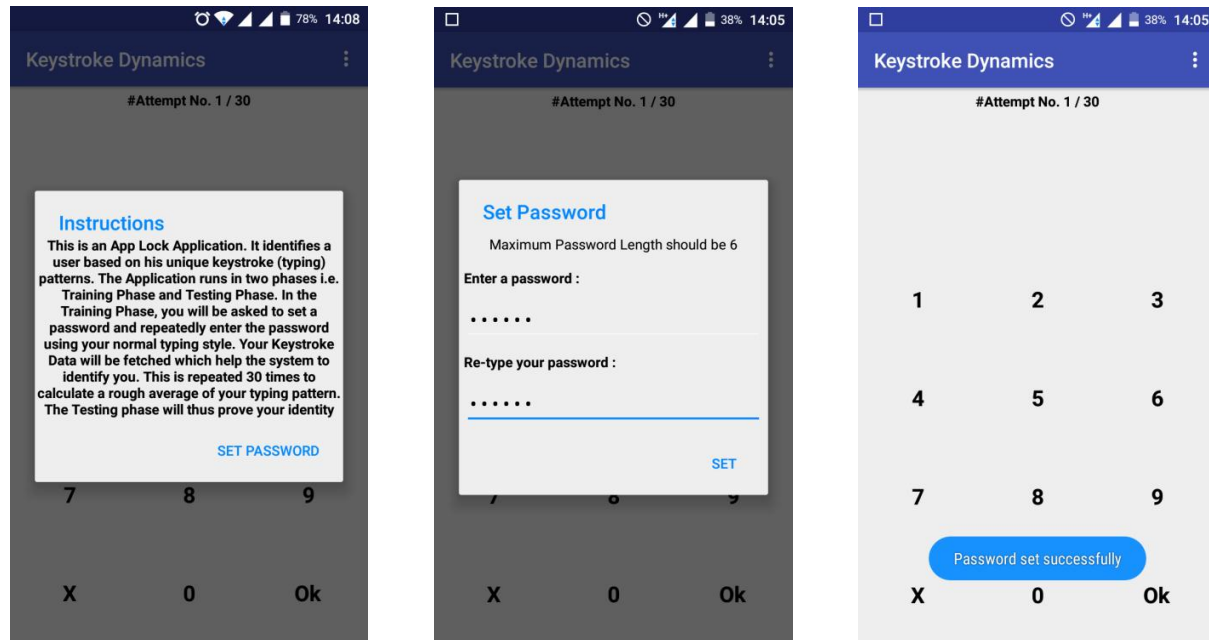 78% 14:08
Keystroke Dynamics
#Attempt No. 1 / 30
Instructions
This is an App Lock Application. It identifies a
user based on his unique keystroke (typing)
patterns. The Application runs in two phases i.e.
Training Phase and Testing Phase. In the
Training Phase, you will be asked to set a
password and repeatedly enter the password
using your normal typing style. Your Keystroke
Data will be fetched which help the system to
identify you. This is repeated 30 times to
calculate a rough average of your typing pattern.
The Testing phase will thus prove your identity
SET PASSWORD
7 8 9
X 0 Ok
H+ 38% 14:05
Keystroke Dynamics
#Attempt No. 1 / 30
Set Password
Maximum Password Length should be 6
Enter a password :
......
Re-type your password :
......
SET
7 8 9
X 0 Ok
H+ 38% 14:05
Keystroke Dynamics
#Attempt No. 1 / 30
1 2 3
4 5 6
7 8 9
Password set successfully
X 0 Ok